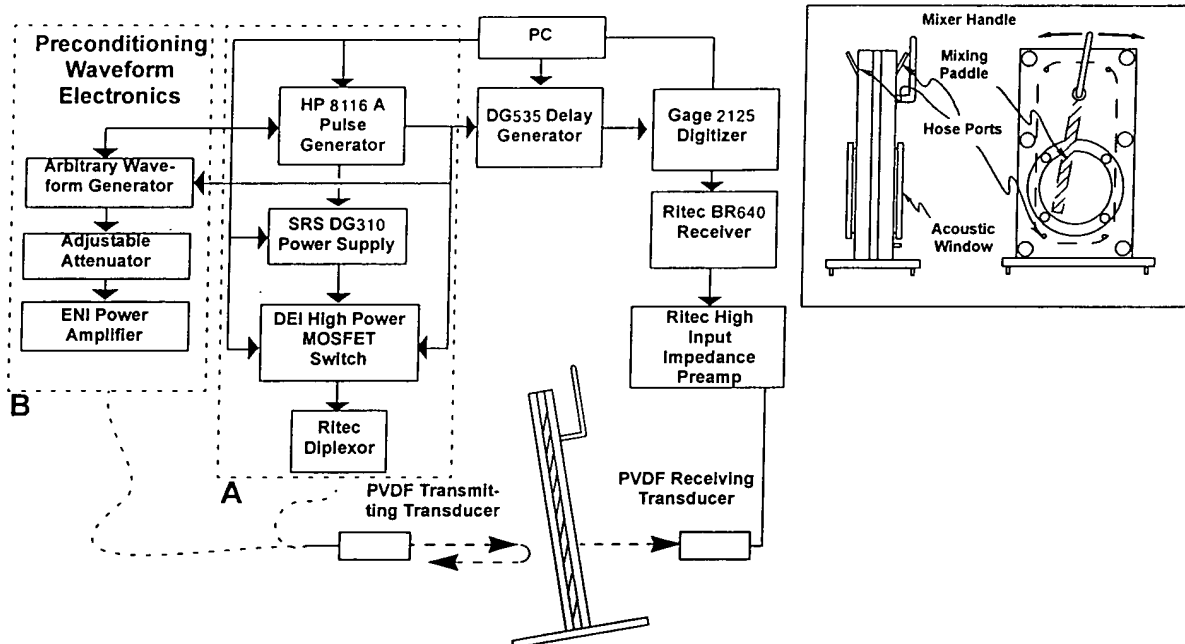 Preconditioning
Waveform
Electronics
PC
HP 8116 A
Pulse
Generator
DG535 Delay
Generator
Gage 2125
Digitizer
Arbitrary Wave-
form Generator
SRS DG310
Power Supply
Ritec BR640
Receiver
Adjustable
Attenuator
ENI Power
Amplifier
DEI High Power
MOSFET
Switch
Ritec High
Input
Impedance
Preamp
Ritec
Diplexor
B
A
PVDF Transmit-
ting Transducer
PVDF Receiving
Transducer
Mixer Handle
Mixing
Paddle
Hose Ports
Acoustic
Window